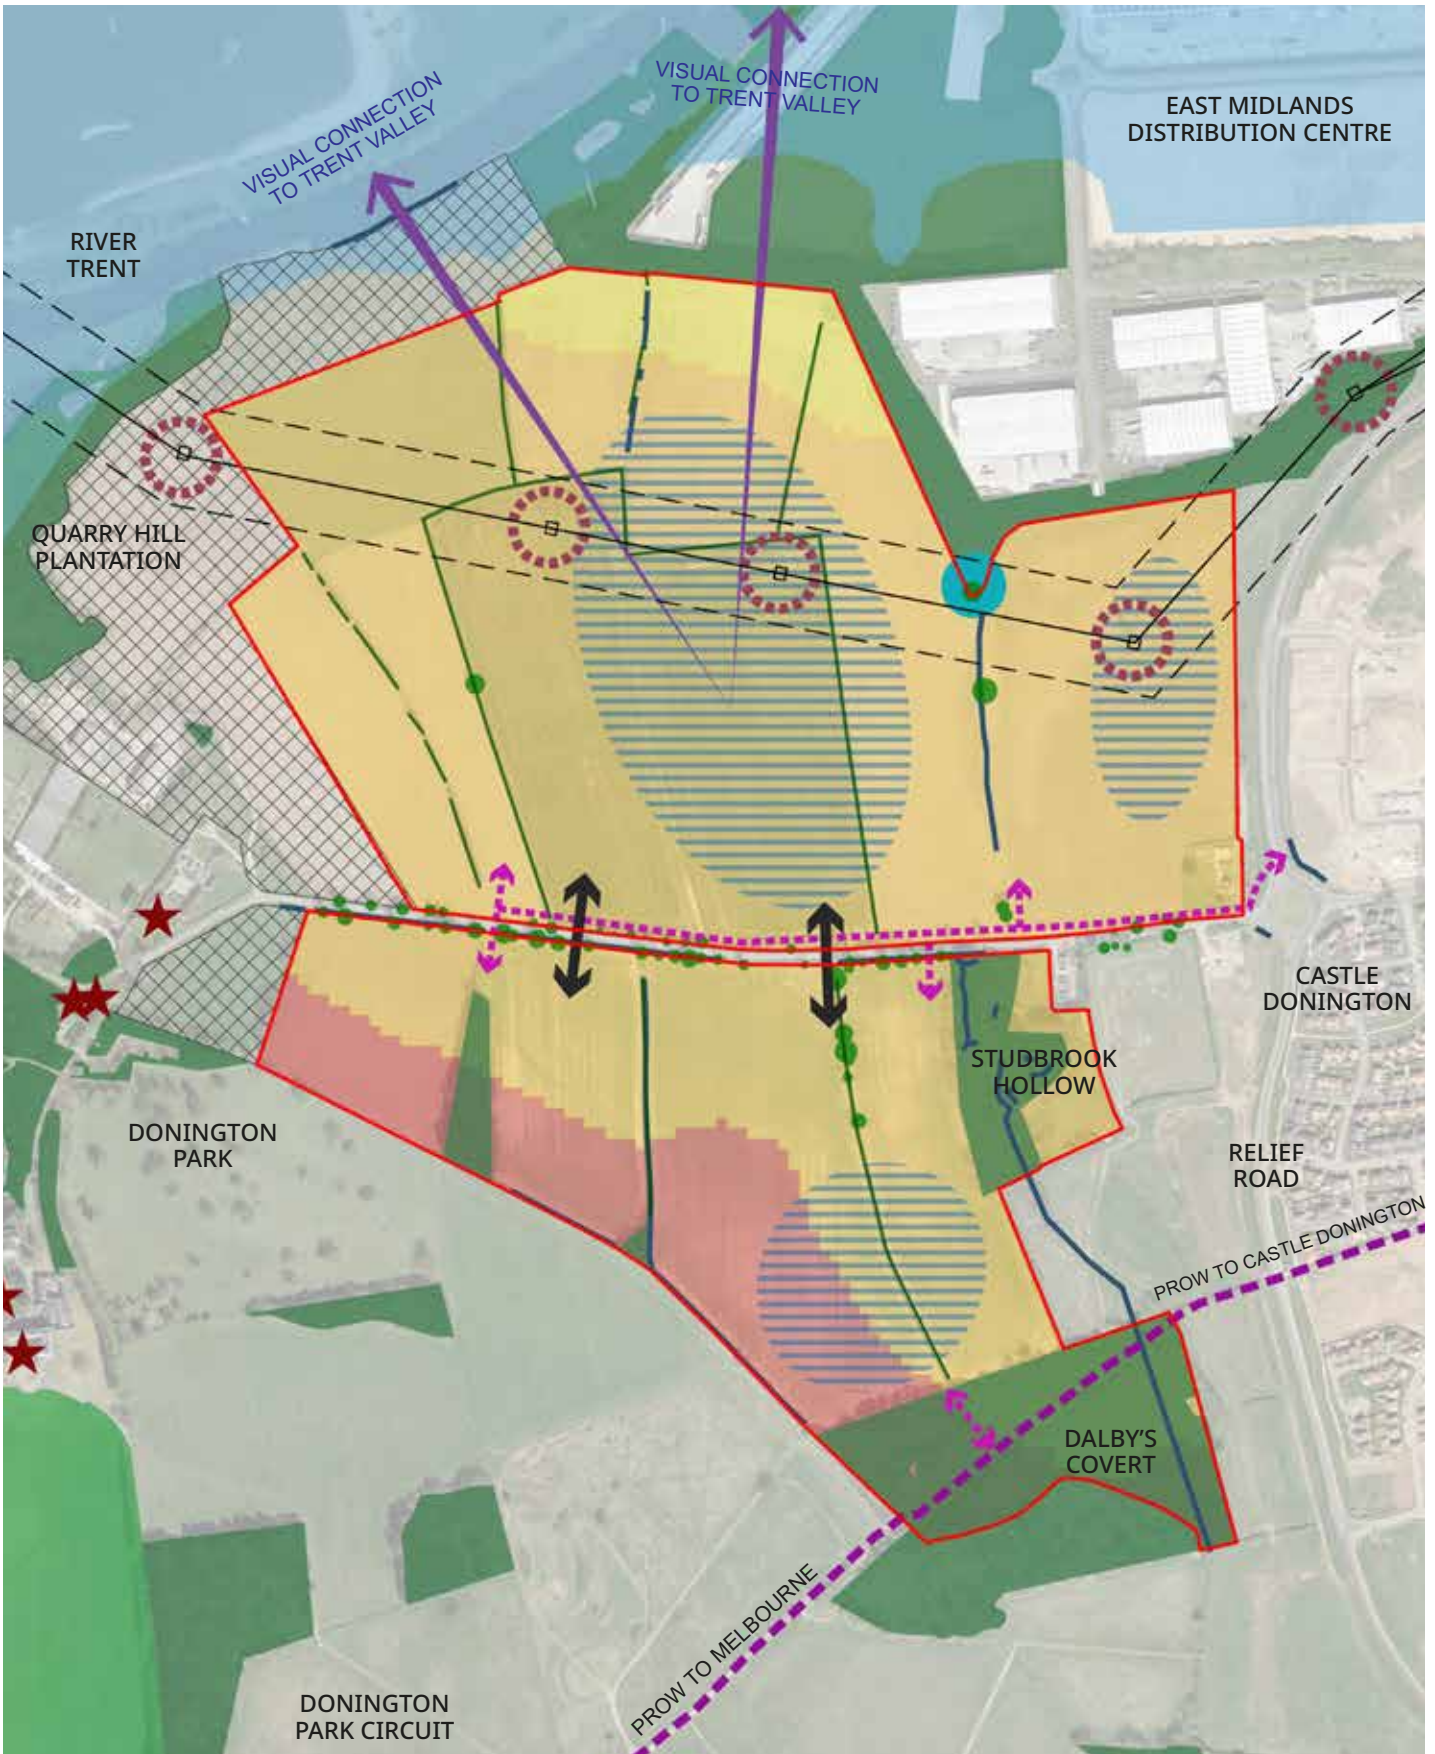 VISUAL CONNECTION
TO TRENT VALLEY
VISUAL CONNECTION
TO TRENT VALLEY
EAST MIDLANDS
DISTRIBUTION CENTRE
RIVER
TRENT
QUARRY HILL
PLANTATION
CASTLE
DONINGTON
STUDBROOK
HOLLOW
DONINGTON
PARK
RELIEF
ROAD
PROW TO CASTLE DONINGTON
DALBY'S
COVERT
PROW TO MELBOURNE
DONINGTON
PARK CIRCUIT